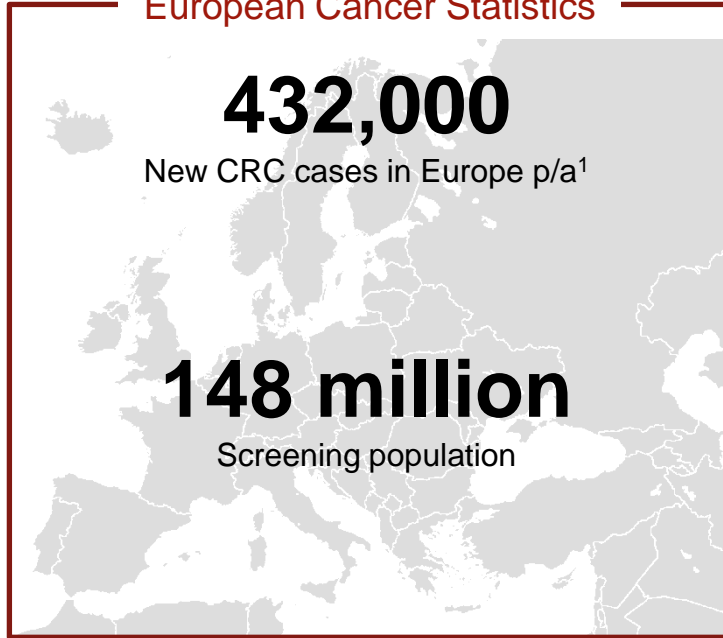 European Cancer Statistics
432,000
New CRC cases in Europe p/a¹
148 million
Screening population